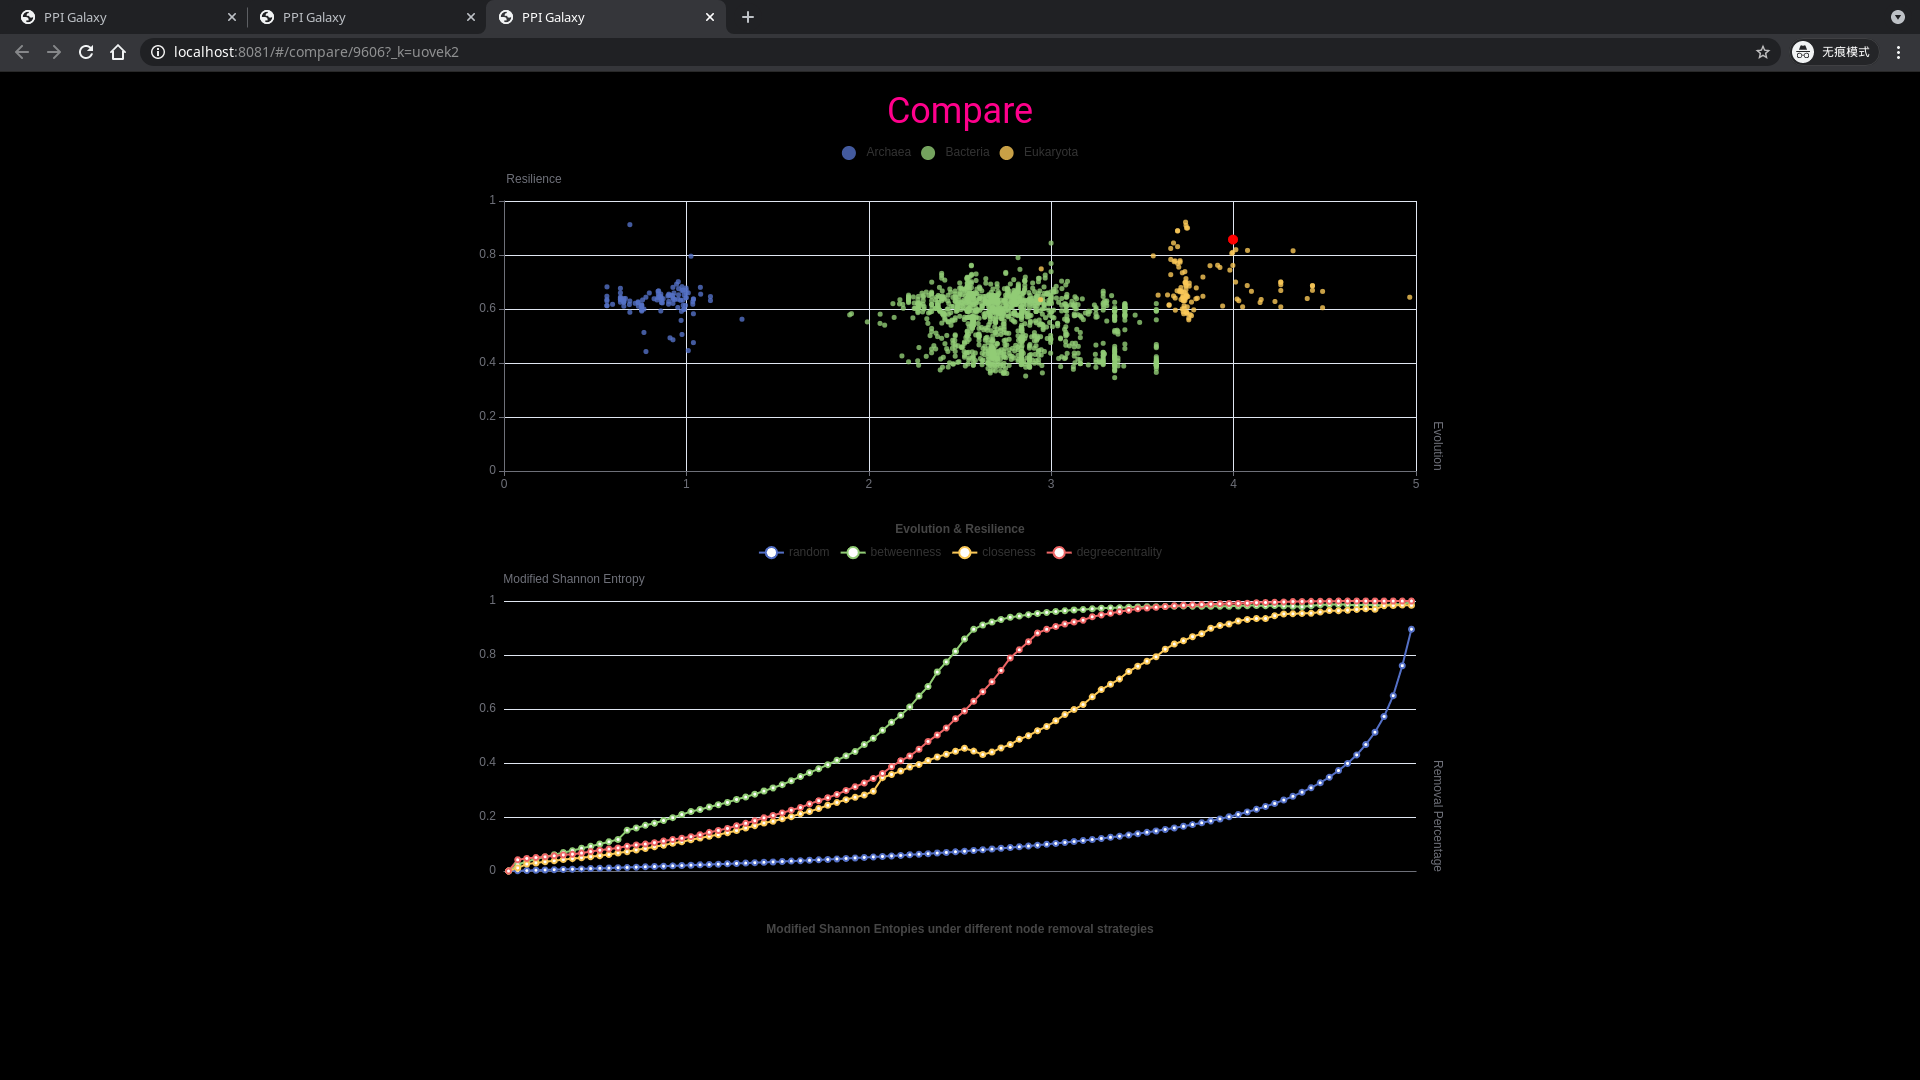 PPI Galaxy PPI Galaxy PPI Galaxy
localhost:8081/#/compare/9606?_k=uovek2 无痕模式
Compare
Archaea Bacteria Eukaryota
Resilience
1
0.8
0.6
0.4
0.2
0
0 1 2 3 4 5
Evolution
Evolution & Resilience
random betweenness closeness degreecentrality
Modified Shannon Entropy
1
0.8
0.6
0.4
0.2
0
Removal Percentage
Modified Shannon Entopies under different node removal strategies